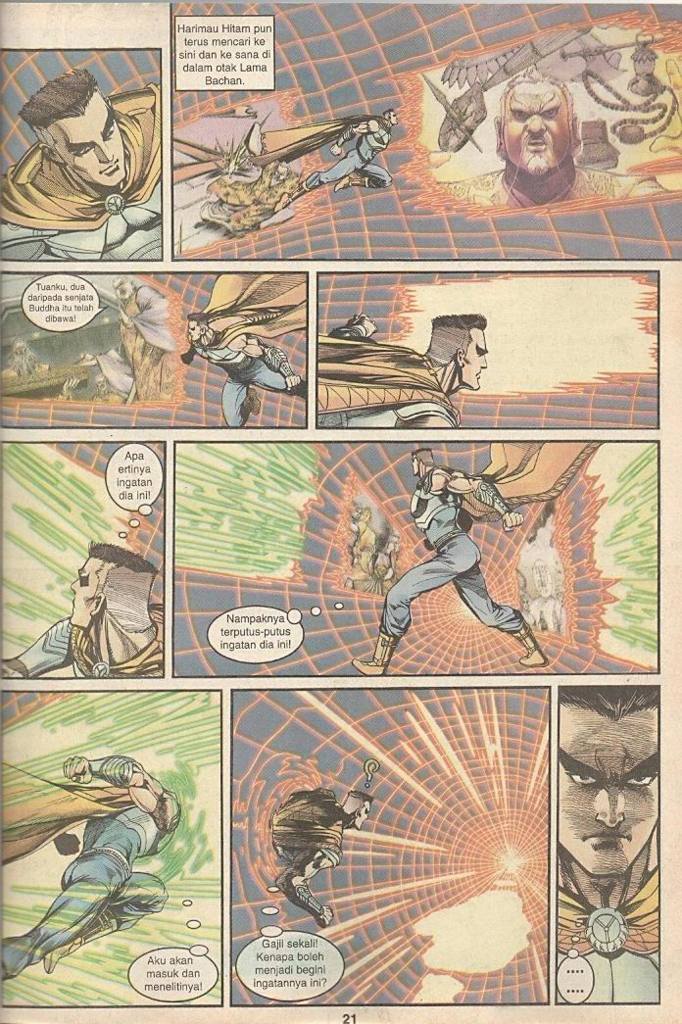 Harimau Hitam pun
terus mencari ke
sini dan ke sana di
dalam otak Lama
Bachan.
Tuanku, dua
daripada senjata
Buddha itu telah
dibawa!
Apa
ertinya
ingatan
dia ini!
Nampaknya
terputus-putus
ingatan dia ini!
Aku akan
masuk dan
menelitinya!
?
Gajil sekali!
Kenapa boleh
menjadi begini
ingatannya ini?
....
....
21